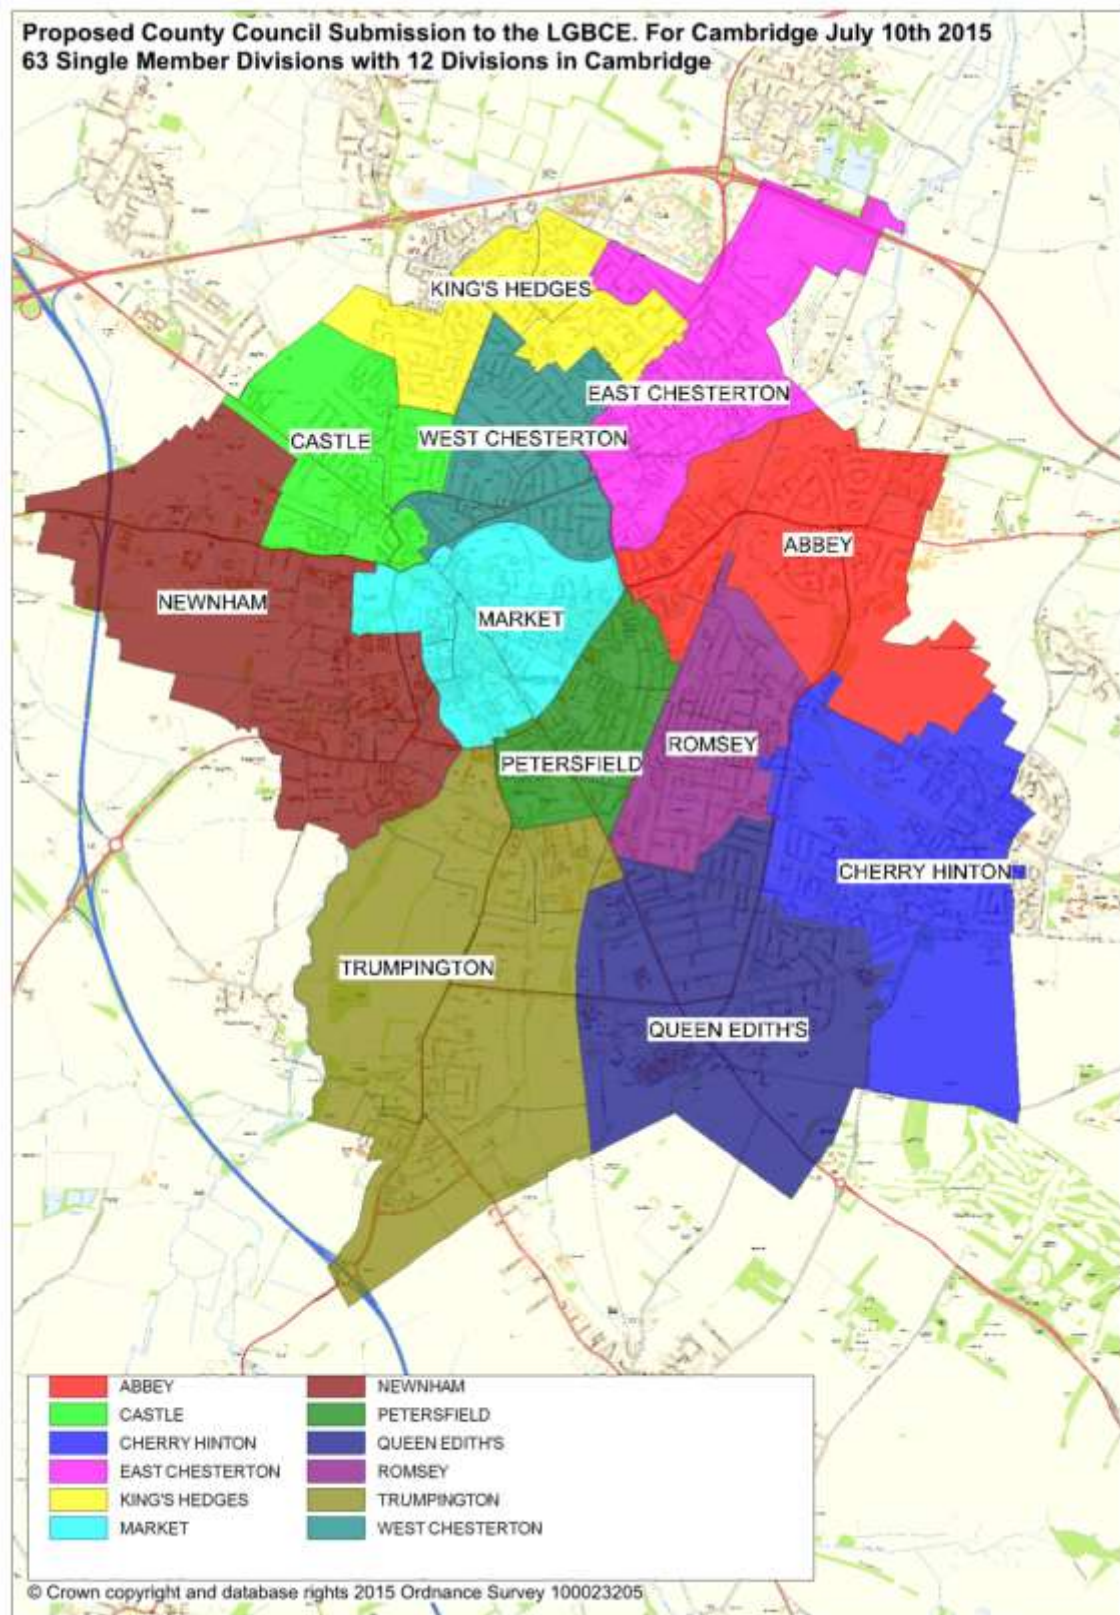 Proposed County Council Submission to the LGBCE. For Cambridge July 10th 2015
63 Single Member Divisions with 12 Divisions in Cambridge
KING'S HEDGES
EAST CHESTERTON
CASTLE
WEST CHESTERTON
ABBEY
NEWNHAM
MARKET
ROMSEY
PETERSFIELD
CHERRY HINTON
TRUMPINGTON
QUEEN EDITH'S
ABBEY
CASTLE
CHERRY HINTON
EAST CHESTERTON
KING'S HEDGES
MARKET
NEWNHAM
PETERSFIELD
QUEEN EDITH'S
ROMSEY
TRUMPINGTON
WEST CHESTERTON
© Crown copyright and database rights 2015 Ordnance Survey 100023205